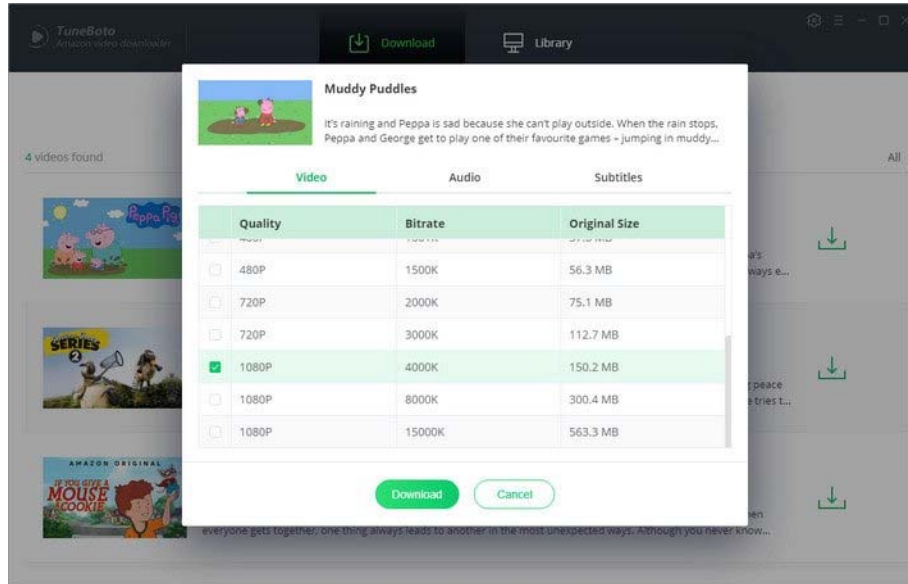 TuneBoto
Amazon video downloader
Download
Library
4 videos found
All
Muddy Puddles
It's raining and Peppa is sad because she can't play outside. When the rain stops,
Peppa and George get to play one of their favourite games - jumping in muddy...
Video Audio Subtitles
Quality Bitrate Original Size
480P 1500K 56.3 MB
720P 2000K 75.1 MB
720P 3000K 112.7 MB
1080P 4000K 150.2 MB
1080P 8000K 300.4 MB
1080P 15000K 563.3 MB
Download Cancel
Peppa Pig
ways e...
SERIES
2
peace
e tries t...
AMAZON ORIGINAL
IF YOU GIVE A
MOUSE
A COOKIE
everyone gets together, one thing always leads to another in the most unexpected ways. Although you never know...